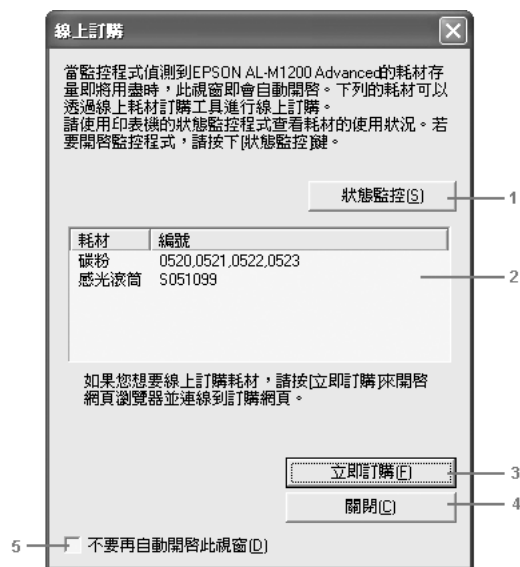 線上訂購
當監控程式偵測到EPSON AL-M1200 Advanced的耗材存
量即將用盡時，此視窗即會自動開啓。下列的耗材可以
透過線上耗材訂購工具進行線上訂購。
請使用印表機的狀態監控程式查看耗材的使用狀況。若
要開啓監控程式，請按下[狀態監控]鍵。
狀態監控(S)
1
耗材 編號
碳粉 0520,0521,0522,0523
感光滾筒 S051099
2
如果您想要線上訂購耗材，請按[立即訂購]來開啓
網頁瀏覽器並連線到訂購網頁。
立即訂購(F)
3
關閉(C)
4
5
不要再自動開啓此視窗(D)